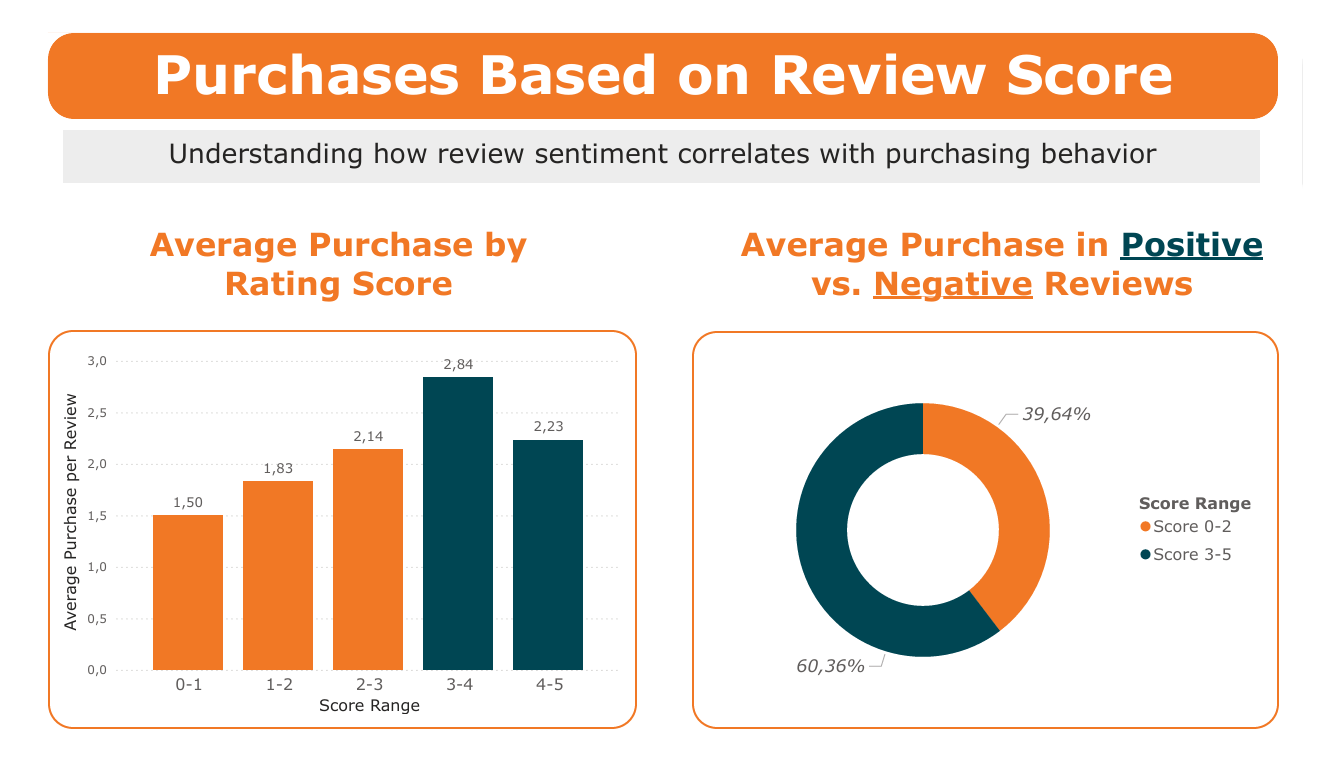 Purchases Based on Review Score
Understanding how review sentiment correlates with purchasing behavior
Average Purchase by
Rating Score
Average Purchase per Review
3,0
2,5
2,0
1,5
1,0
0,5
0,0
1,50
1,83
2,14
2,84
2,23
0-1
1-2
2-3
3-4
4-5
Score Range
Average Purchase in Positive
vs. Negative Reviews
39,64%
60,36%
Score Range
Score 0-2
Score 3-5